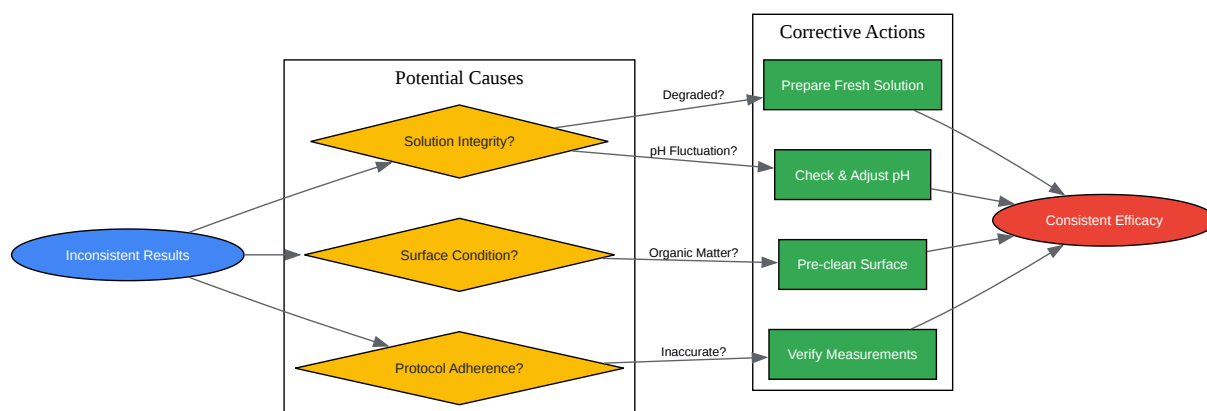 Corrective Actions
Potential Causes
Prepare Fresh Solution
Degraded?
Solution Integrity?
pH Fluctuation?
Check & Adjust pH
Consistent Efficacy
Inconsistent Results
Surface Condition?
Organic Matter?
Pre-clean Surface
Protocol Adherence?
Inaccurate?
Verify Measurements